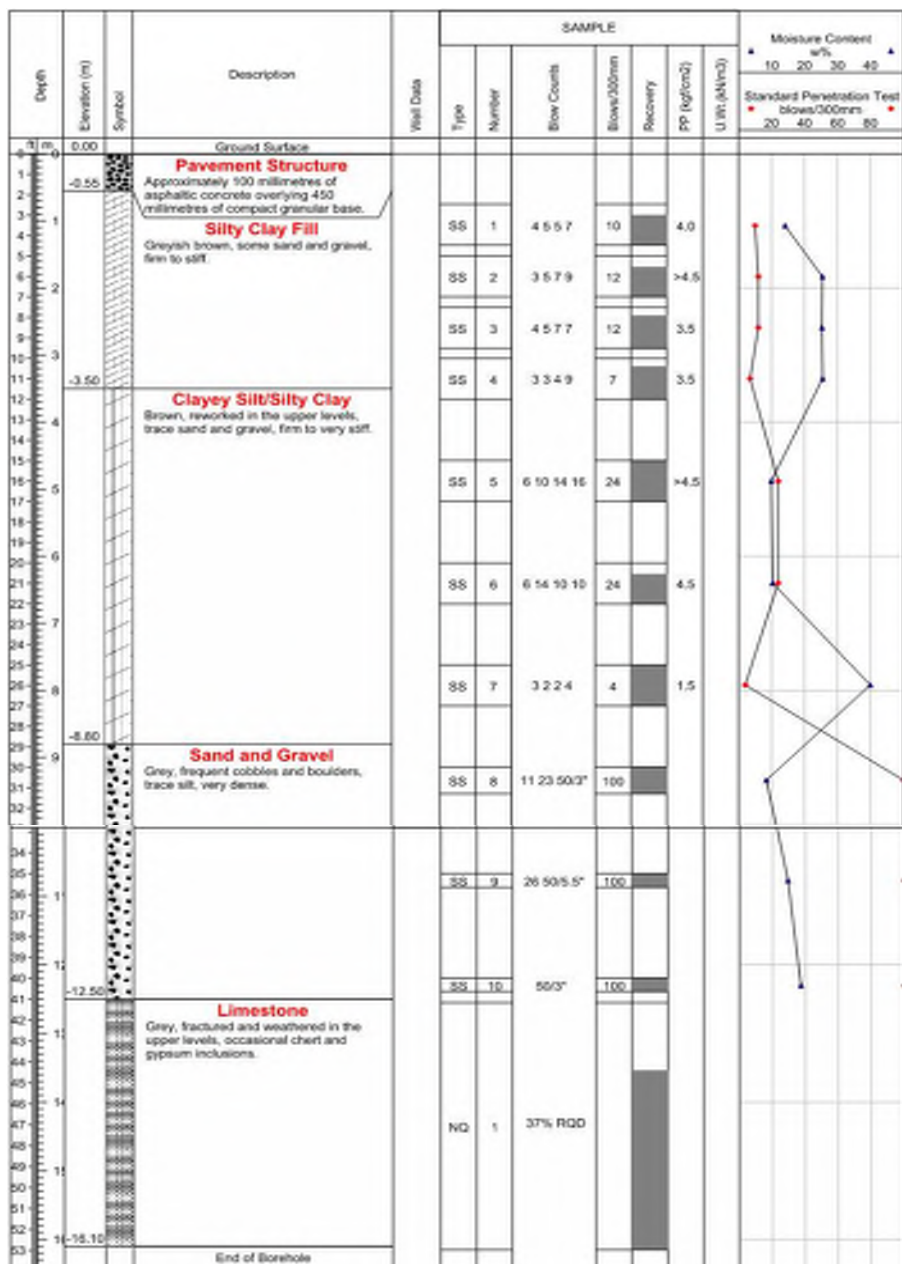 SAMPLE
Depth
Elevation (m)
Symbol
Description
Well Data
Type
Number
Blow Counts
Blows/300mm
Recovery
PP (kgf/cm2)
U.Wt.(kN/m3)
Moisture Content
w%
10 20 30 40
Standard Penetration Test
blows/300mm
20 40 60 80
ft m
0.00 Ground Surface
Pavement Structure
Approximately 100 millimetres of
asphaltic concrete overlying 450
millimetres of compact granular base.
-0.55
Silty Clay Fill
Greyish brown, some sand and gravel,
firm to stiff.
SS 1 4 5 5 7 10 4.0
SS 2 3 5 7 9 12 >4.5
SS 3 4 5 7 7 12 3.5
SS 4 3 3 4 9 7 3.5
-3.50
Clayey Silt/Silty Clay
Brown, reworked in the upper levels,
trace sand and gravel, firm to very stiff.
SS 5 6 10 14 16 24 >4.5
SS 6 6 14 10 10 24 4.5
SS 7 3 2 2 4 4 1.5
-8.80
Sand and Gravel
Grey, frequent cobbles and boulders,
trace silt, very dense.
SS 8 11 23 50/3" 100
SS 9 26 50/5.5" 100
SS 10 50/3" 100
-12.50
Limestone
Grey, fractured and weathered in the
upper levels, occasional chert and
gypsum inclusions.
NQ 1 37% RQD
-16.10
End of Borehole